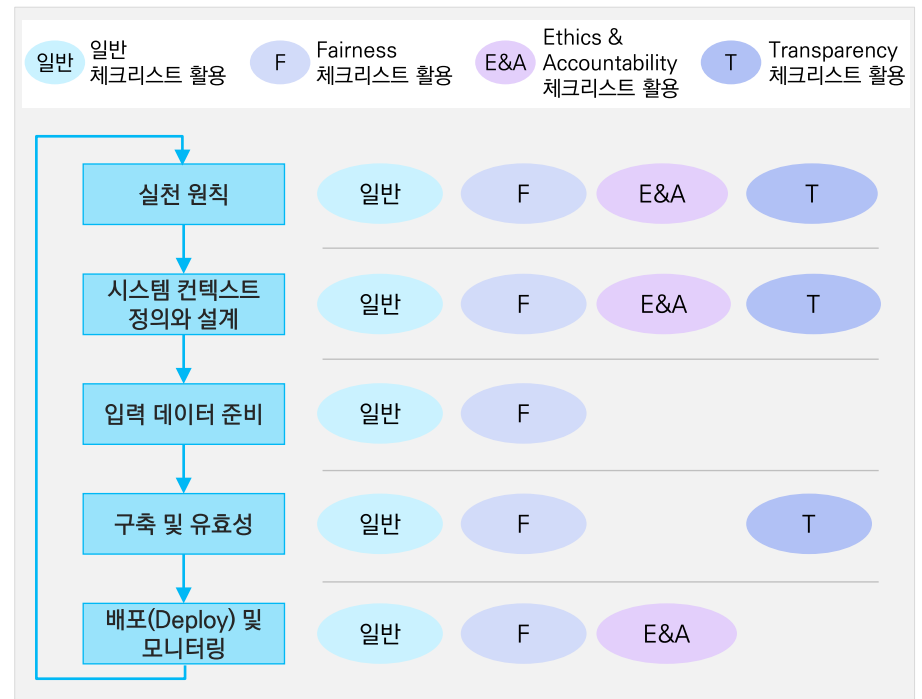 일반
일반
체크리스트 활용
F
Fairness
체크리스트 활용
E&A
Ethics &
Accountability
체크리스트 활용
T
Transparency
체크리스트 활용
실천 원칙
일반
F
E&A
T
시스템 컨텍스트
정의와 설계
일반
F
E&A
T
입력 데이터 준비
일반
F
구축 및 유효성
일반
F
T
배포(Deploy) 및
모니터링
일반
F
E&A